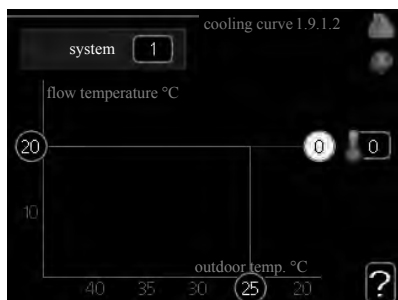 cooling curve 1.9.1.2
system 1
flow temperature °C
20 0 0
10
outdoor temp. °C
40 35 30 25 20
?